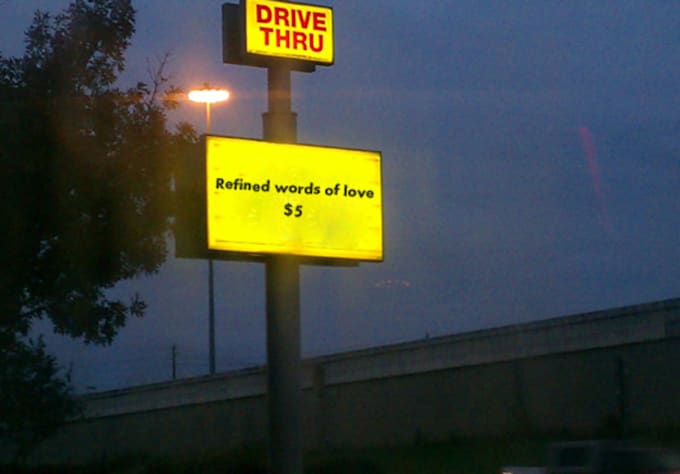 DRIVE
THRU
Refined words of love
$5